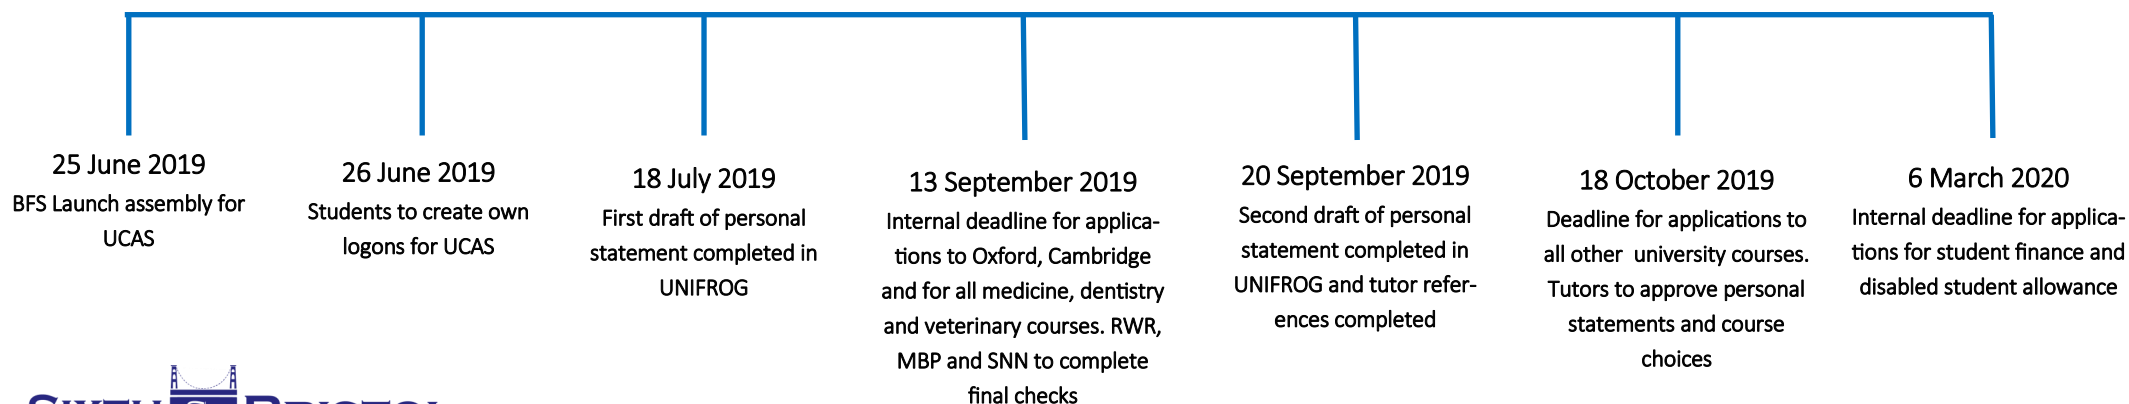 25 June 2019
BFS Launch assembly for
UCAS
26 June 2019
Students to create own
logons for UCAS
18 July 2019
First draft of personal
statement completed in
UNIFROG
13 September 2019
Internal deadline for applica-
tions to Oxford, Cambridge
and for all medicine, dentistry
and veterinary courses. RWR,
MBP and SNN to complete
final checks
20 September 2019
Second draft of personal
statement completed in
UNIFROG and tutor refer-
ences completed
18 October 2019
Deadline for applications to
all other  university courses.
Tutors to approve personal
statements and course
choices
6 March 2020
Internal deadline for applica-
tions for student finance and
disabled student allowance